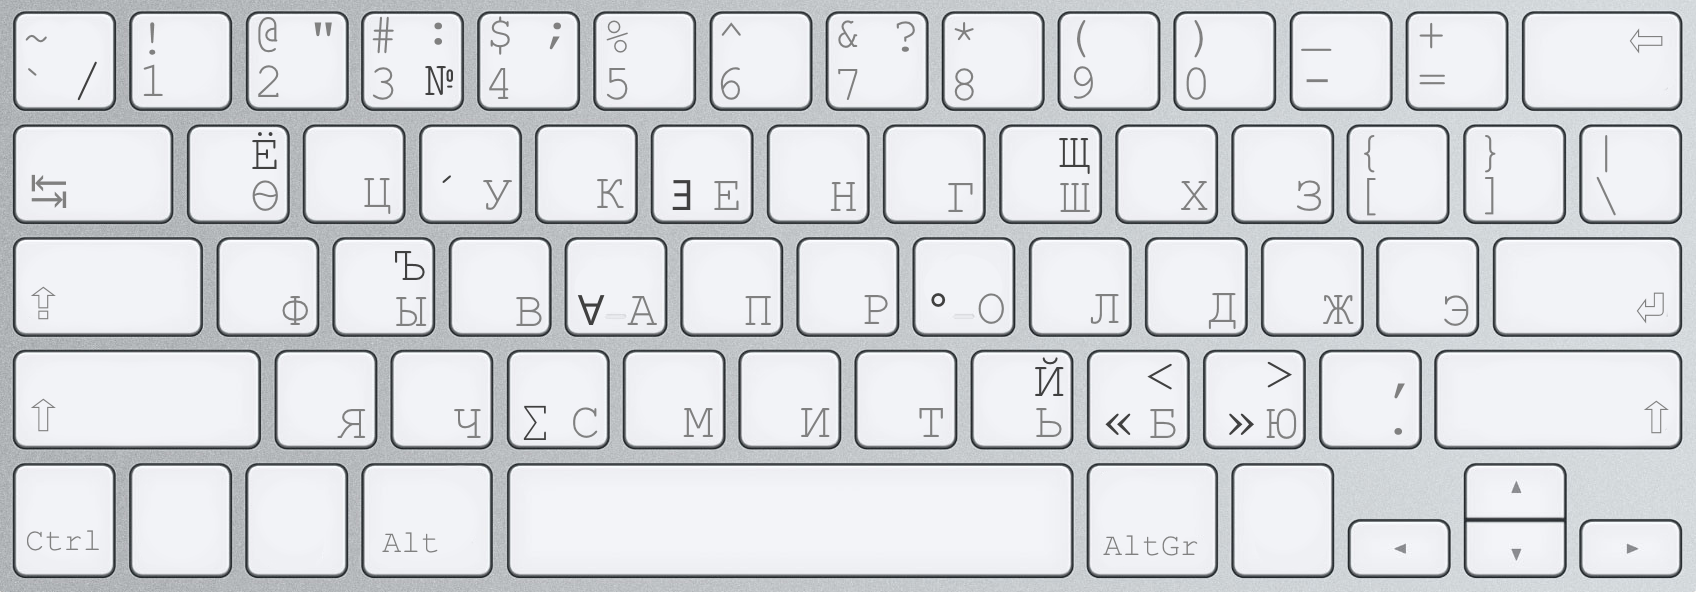 ~ ` /
! 1
@ " 2
# : 3 №
$ ; 4
% 5
^ 6
& ? 7
* 8
( 9
) 0
_ -
+ =
Ё Ѳ
Ц
´ У
К
Ǝ Е
Н
Г
Щ Ш
Х
З
{ [
} ]
| \
Ф
Ъ Ы
В
∀ А
П
Р
° О
Л
Д
Ж
Э
Я
Ч
∑ С
М
И
Т
Й Ь
< « Б
> » Ю
, .
Ctrl
Alt
AltGr